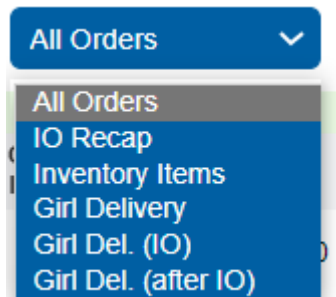 All Orders
All Orders
IO Recap
Inventory Items
Girl Delivery
Girl Del. (IO)
Girl Del. (after IO)